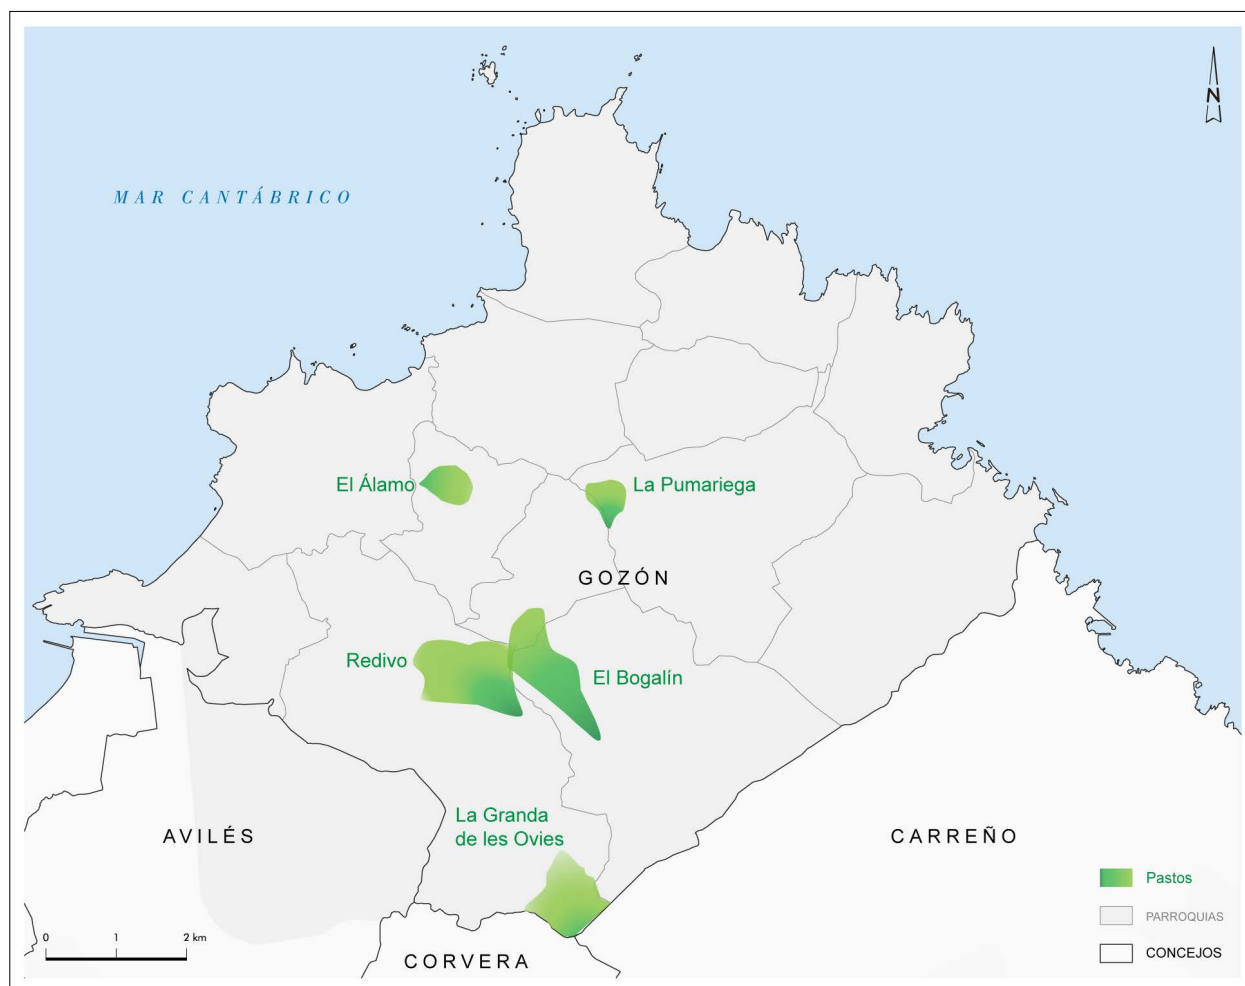 N
MAR CANTÁBRICO
El Álamo
La Pumariega
GOZÓN
Redivo
El Bogalín
La Granda
de les Ovies
AVILÉS
CARREÑO
Pastos
PARROQUIAS
CONCEJOS
0 1 2 km
CORVERA